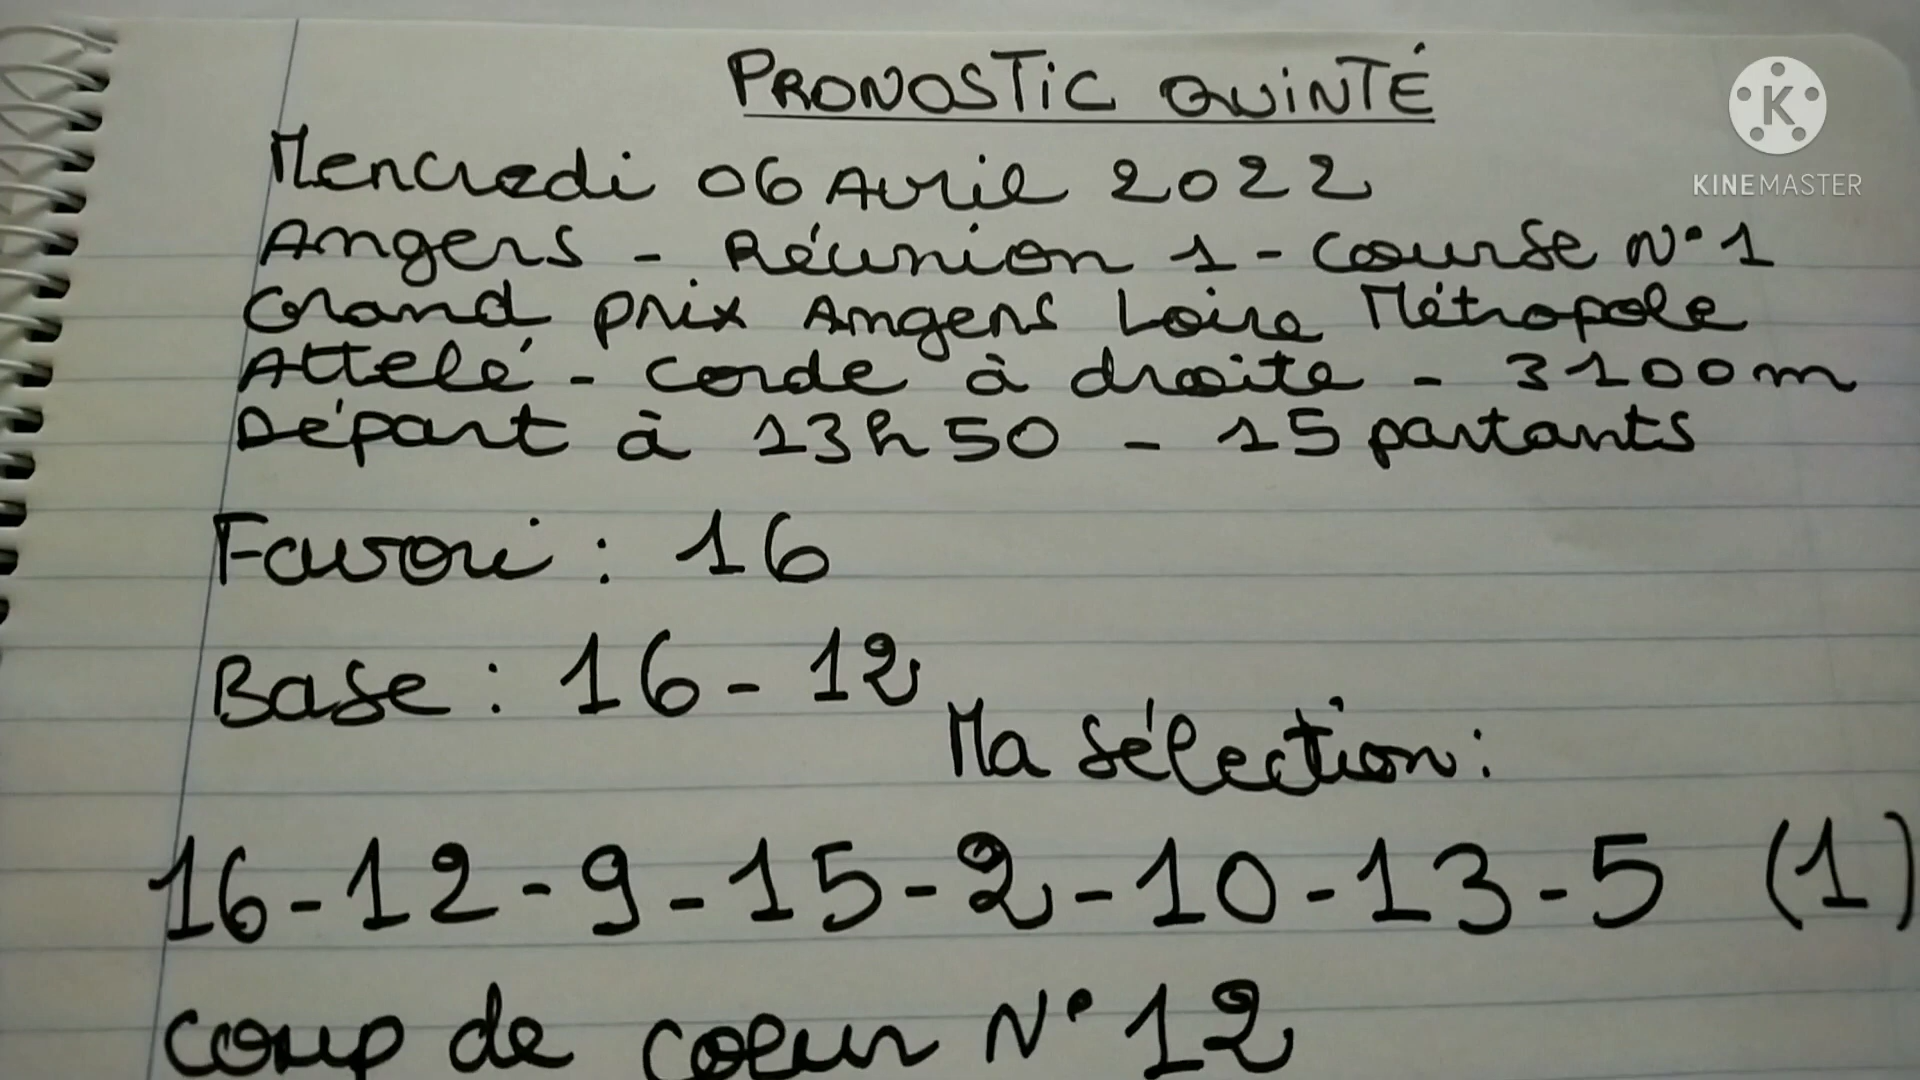 PRONOSTIC QUINTÉ
K
KINEMASTER
Mercredi 06 Avril 2022
Angers - Réunion 1 - Course N°1
Grand prix Angers Loire Métropole
Attelé - Corde à droite - 3100m
Départ à 13h50 - 15 partants
Favori : 16
Base : 16 - 12
Ma sélection :
16 - 12 - 9 - 15 - 2 - 10 - 13 - 5 (1)
Coup de coeur N° 12